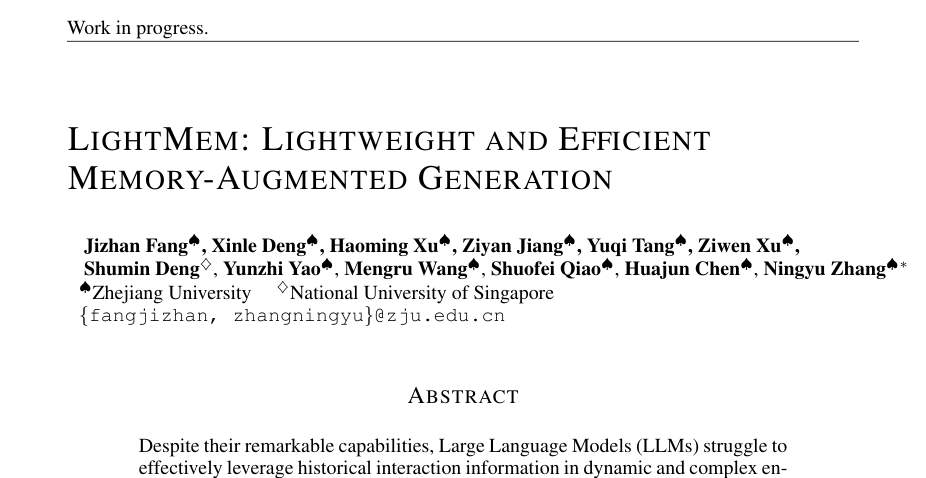 Work in progress.
LIGHTMEM: LIGHTWEIGHT AND EFFICIENT
MEMORY-AUGMENTED GENERATION
Jizhan Fang♠, Xinle Deng♠, Haoming Xu♠, Ziyan Jiang♠, Yuqi Tang♠, Ziwen Xu♠,
Shumin Deng♢, Yunzhi Yao♠, Mengru Wang♠, Shuofei Qiao♠, Huajun Chen♠, Ningyu Zhang♠*
♠Zhejiang University ♢National University of Singapore
{fangjizhan, zhangningyu}@zju.edu.cn
ABSTRACT
Despite their remarkable capabilities, Large Language Models (LLMs) struggle to
effectively leverage historical interaction information in dynamic and complex en-